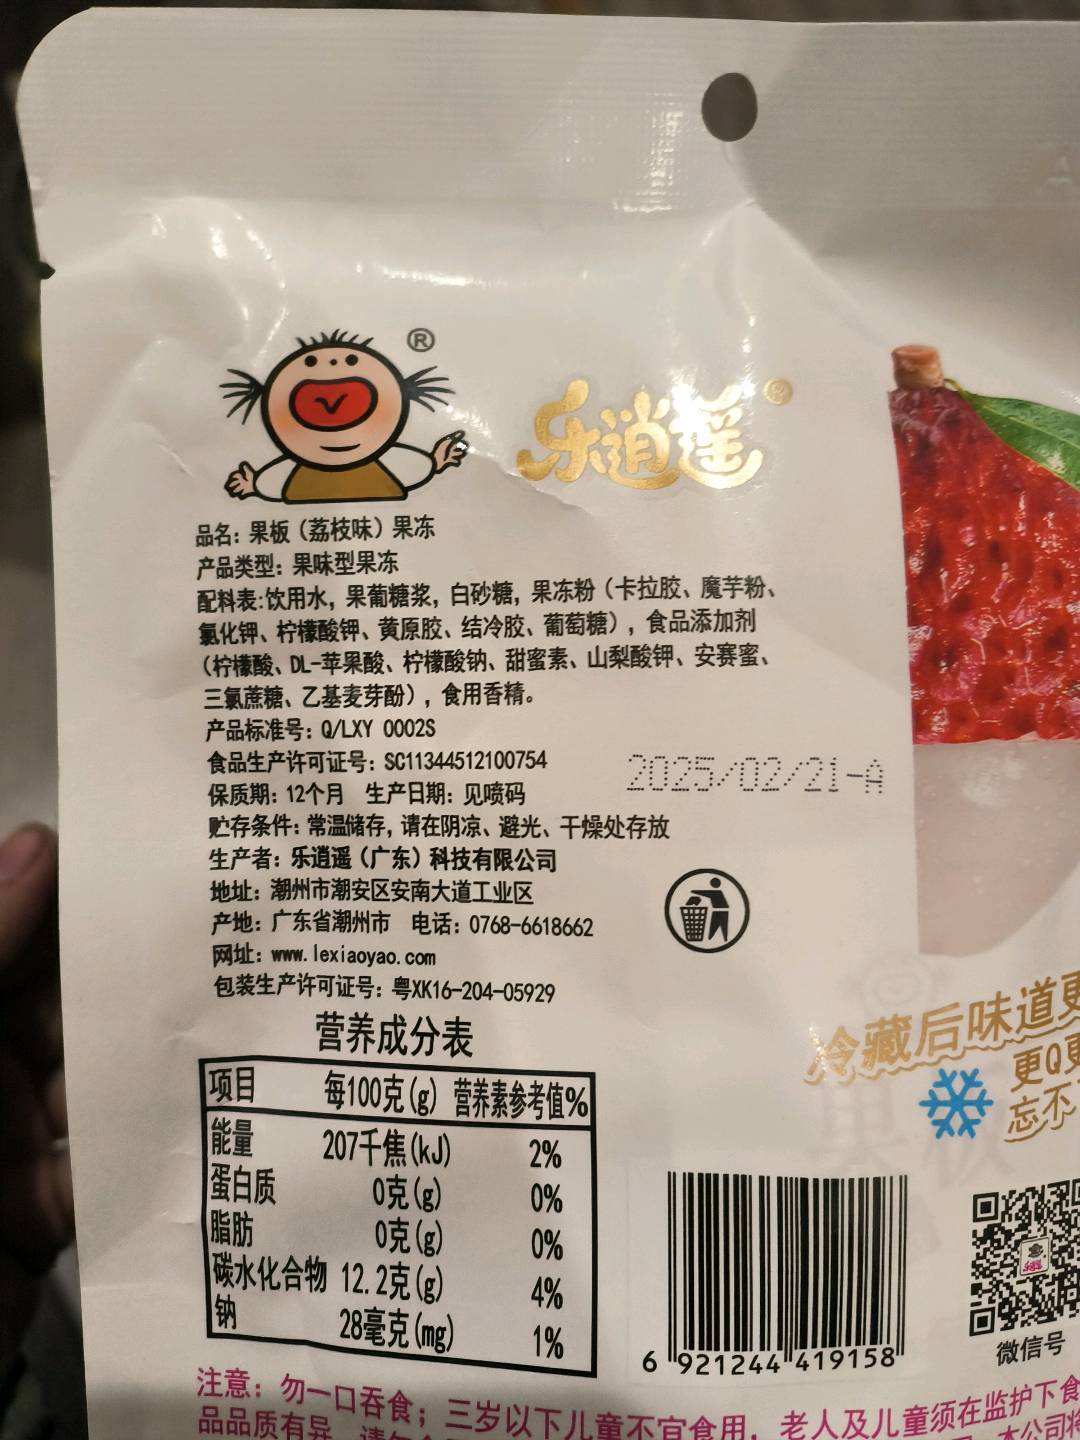 ®
乐逍遥®
品名：果板（荔枝味）果冻
产品类型：果味型果冻
配料表:饮用水，果葡糖浆，白砂糖，果冻粉（卡拉胶、魔芋粉、
氯化钾、柠檬酸钾、黄原胶、结冷胶、葡萄糖），食品添加剂
（柠檬酸、DL-苹果酸、柠檬酸钠、甜蜜素、山梨酸钾、安赛蜜、
三氯蔗糖、乙基麦芽酚），食用香精。
产品标准号：Q/LXY 0002S
食品生产许可证号：SC11344512100754
2025/02/21-A
保质期：12个月 生产日期：见喷码
贮存条件：常温储存，请在阴凉、避光、干燥处存放
生产者：乐逍遥（广东）科技有限公司
地址：潮州市潮安区安南大道工业区
产地：广东省潮州市 电话：0768-6618662
网址：www.lexiaoyao.com
包装生产许可证号：粤XK16-204-05929
营养成分表
项目 每100克(g) 营养素参考值%
能量 207千焦(kJ) 2%
蛋白质 0克(g) 0%
脂肪 0克(g) 0%
碳水化合物 12.2克(g) 4%
钠 28毫克(mg) 1%
冷藏后味道更
更Q更
忘不
6 921244 419158
微信号
注意：勿一口吞食；三岁以下儿童不宜食用，老人及儿童须在监护下食
品品质有异
本公司将